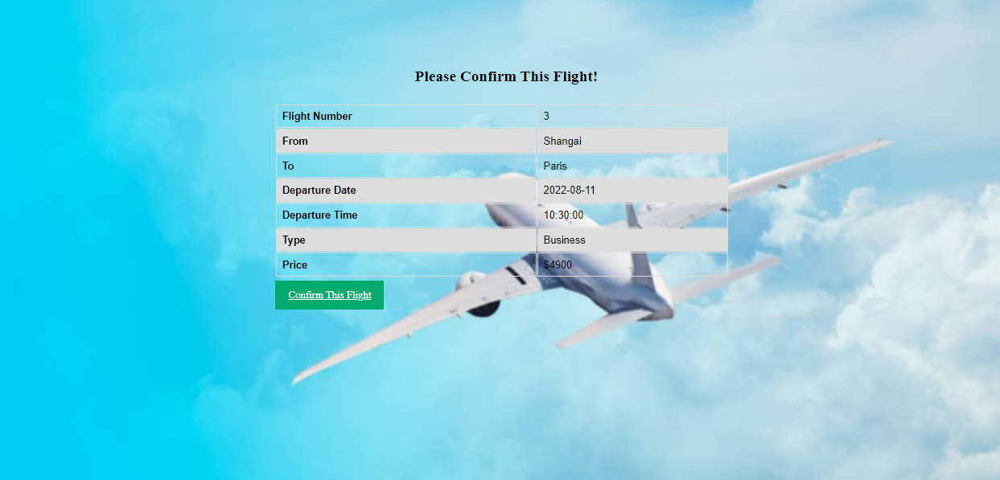 Please Confirm This Flight!
Flight Number 3
From Shangai
To Paris
Departure Date 2022-08-11
Departure Time 10:30:00
Type Business
Price $4900
Confirm This Flight